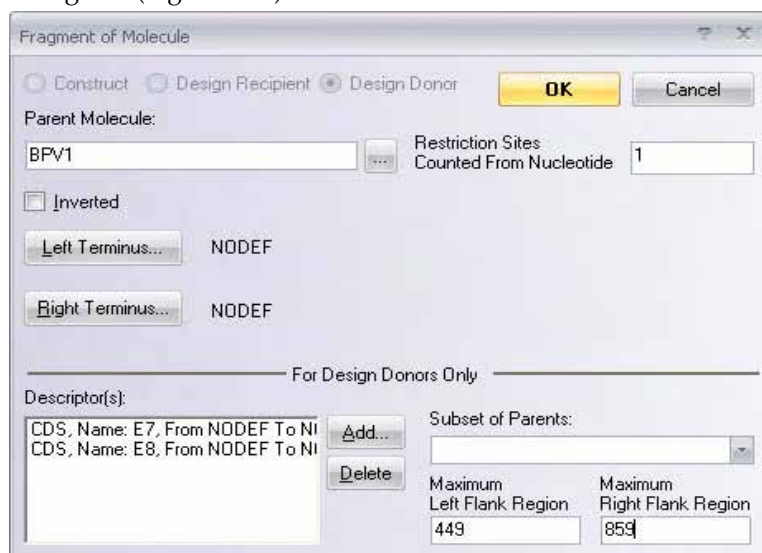 Fragment of Molecule
Construct Design Recipient Design Donor OK Cancel
Parent Molecule:
BPV1 ... Restriction Sites Counted From Nucleotide 1
Inverted
Left Terminus... NODEF
Right Terminus... NODEF
For Design Donors Only
Descriptor(s):
CDS, Name: E7, From NODEF To
CDS, Name: E8, From NODEF To
Add...
Delete
Subset of Parents:
Maximum Left Flank Region
449
Maximum Right Flank Region
859